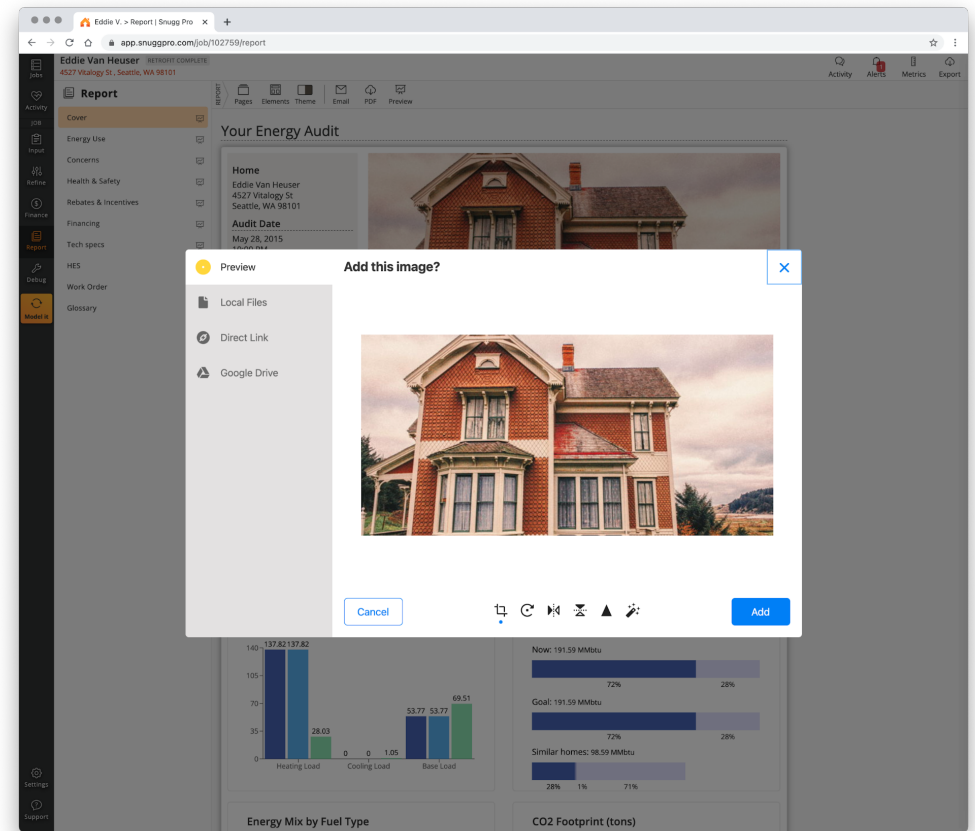 Eddie V. > Report | Snugg Pro
app.snuggpro.com/job/102759/report
Jobs
Eddie Van Heuser RETROFIT COMPLETE
4527 Vitalogy St , Seattle, WA 98101
Activity
Alerts
1
Metrics
Export
Activity
JOB
Input
Refine
Finance
Report
Debug
Model it
Settings
Support
Report
Cover
Energy Use
Concerns
Health & Safety
Rebates & Incentives
Financing
Tech specs
HES
Work Order
Glossary
REPORT
Pages
Elements
Theme
Email
PDF
Preview
Your Energy Audit
Home
Eddie Van Heuser
4527 Vitalogy St
Seattle, WA 98101
Audit Date
May 28, 2015
Preview
Local Files
Direct Link
Google Drive
Add this image?
Cancel
Add
140
105
70
35
0
137.82 137.82
28.03
0 0 1.05
53.77 53.77
69.51
Heating Load
Cooling Load
Base Load
Now: 191.59 MMbtu
72% 28%
Goal: 191.59 MMbtu
72% 28%
Similar homes: 98.59 MMbtu
28% 1% 71%
Energy Mix by Fuel Type
CO2 Footprint (tons)